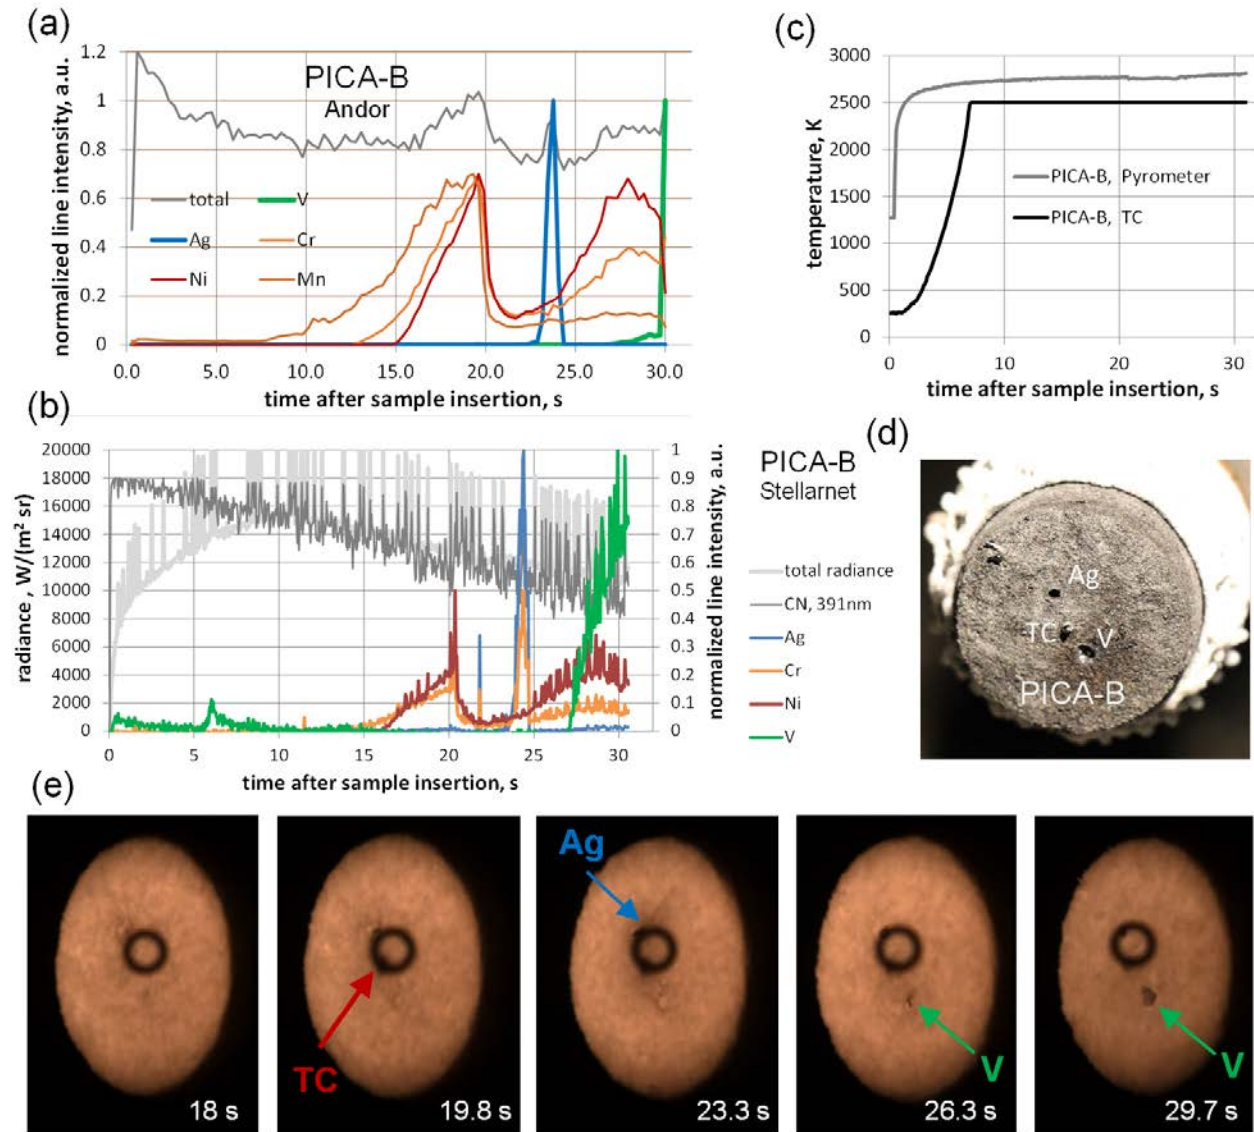 (a)
normalized line intensity, a.u.
1.2
1
0.8
0.6
0.4
0.2
0
PICA-B
Andor
total
V
Ag
Cr
Ni
Mn
0.0 5.0 10.0 15.0 20.0 25.0 30.0
time after sample insertion, s
(c)
temperature, K
3000
2500
2000
1500
1000
500
0
PICA-B, Pyrometer
PICA-B, TC
0 10 20 30
time after sample insertion, s
(b)
radiance , W/(m² sr)
20000
18000
16000
14000
12000
10000
8000
6000
4000
2000
0
1
0.9
0.8
0.7
0.6
0.5
0.4
0.3
0.2
0.1
0
normalized line intensity, a.u.
0 5 10 15 20 25 30
time after sample insertion, s
PICA-B
Stellarnet
total radiance
CN, 391nm
Ag
Cr
Ni
V
(d)
Ag
TC
V
PICA-B
(e)
18 s
TC
19.8 s
Ag
23.3 s
V
26.3 s
V
29.7 s